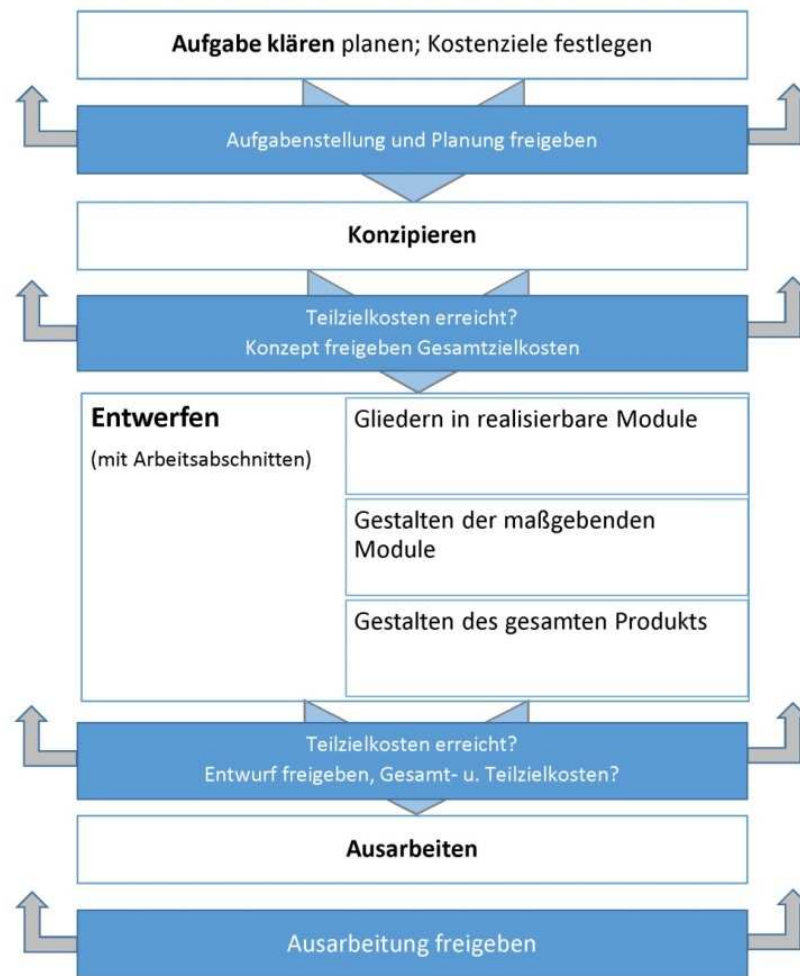 Aufgabe klären planen; Kostenziele festlegen
Aufgabenstellung und Planung freigeben
Konzipieren
Teilzielkosten erreicht?
Konzept freigeben Gesamtzielkosten
Entwerfen
(mit Arbeitsabschnitten)
Gliedern in realisierbare Module
Gestalten der maßgebenden
Module
Gestalten des gesamten Produkts
Teilzielkosten erreicht?
Entwurf freigeben, Gesamt- u. Teilzielkosten?
Ausarbeiten
Ausarbeitung freigeben